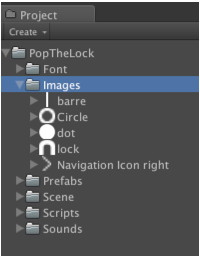 Project
Create
PopTheLock
Font
Images
barre
Circle
dot
lock
Navigation Icon right
Prefabs
Scene
Scripts
Sounds